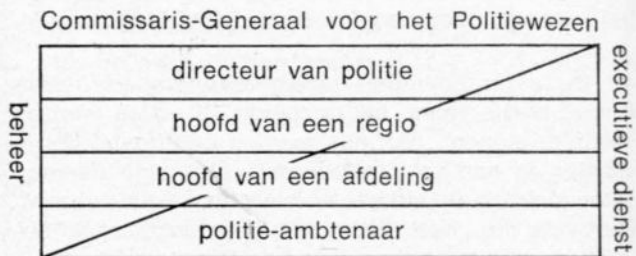 Commissaris-Generaal voor het Politiewezen
directeur van politie
hoofd van een regio
hoofd van een afdeling
politie-ambtenaar
beheer
executieve dienst